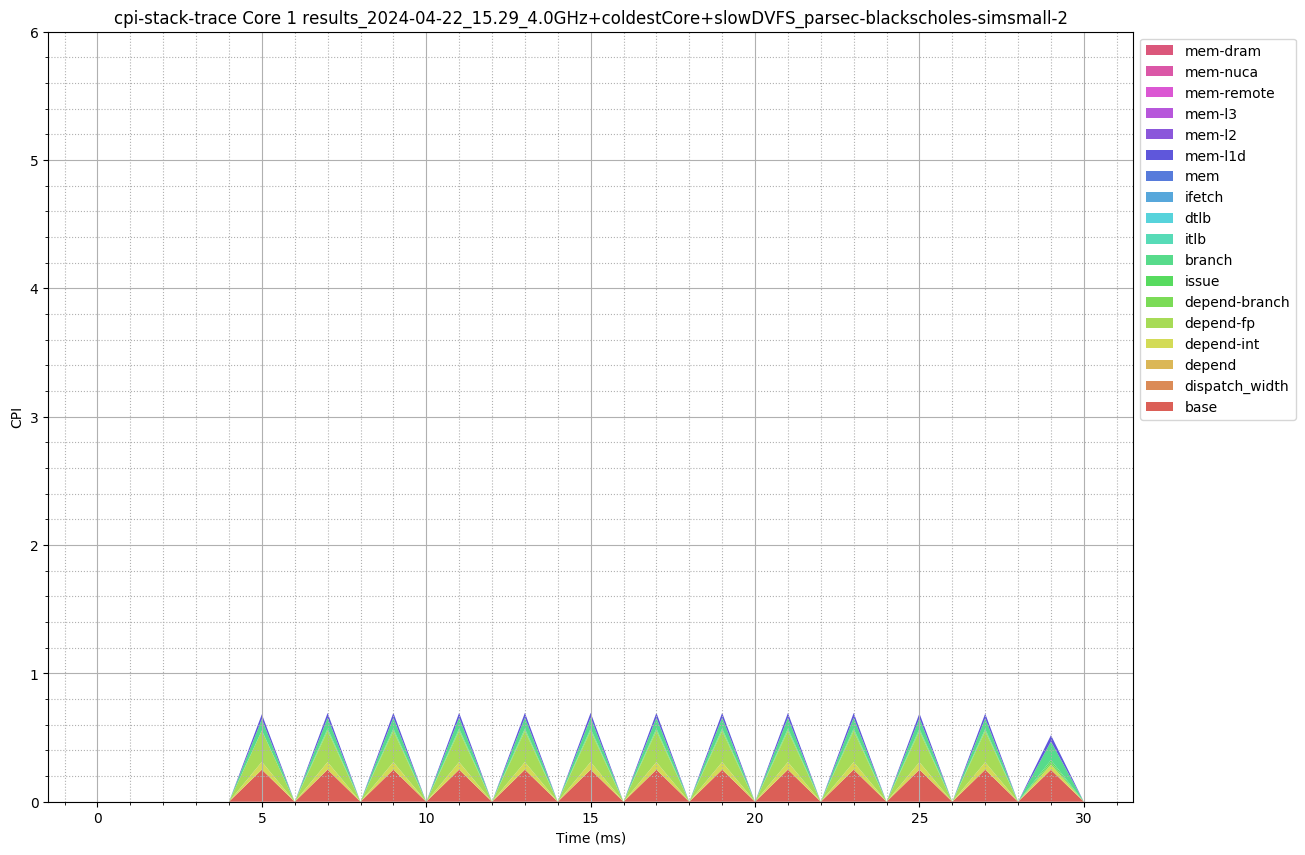 cpi-stack-trace Core 1 results_2024-04-22_15.29_4.0GHz+coldestCore+slowDVFS_parsec-blackscholes-simsmall-2
6
5
4
3
2
1
0
CPI
0 5 10 15 20 25 30
Time (ms)
mem-dram
mem-nuca
mem-remote
mem-l3
mem-l2
mem-l1d
mem
ifetch
dtlb
itlb
branch
issue
depend-branch
depend-fp
depend-int
depend
dispatch_width
base